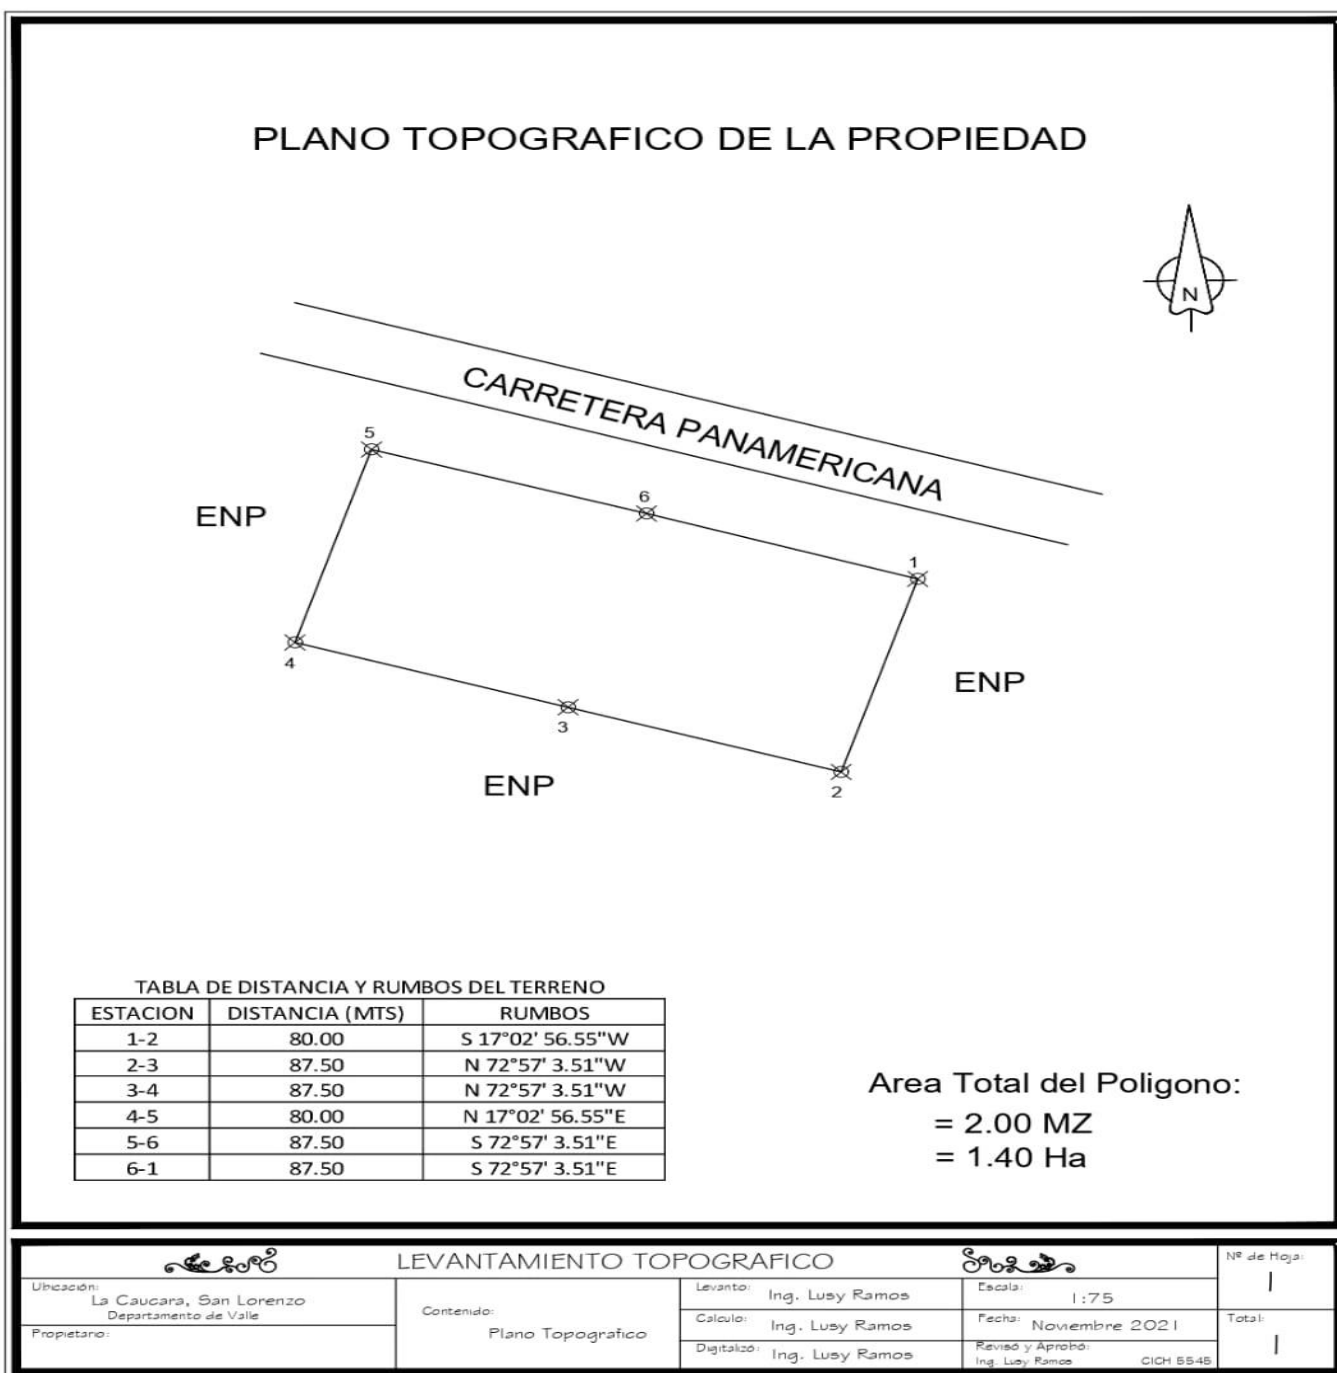 PLANO TOPOGRAFICO DE LA PROPIEDAD
N
CARRETERA PANAMERICANA
5
6
1
ENP
4
3
ENP
2
ENP
TABLA DE DISTANCIA Y RUMBOS DEL TERRENO
ESTACION DISTANCIA (MTS) RUMBOS
1-2 80.00 S 17°02' 56.55"W
2-3 87.50 N 72°57' 3.51"W
3-4 87.50 N 72°57' 3.51"W
4-5 80.00 N 17°02' 56.55"E
5-6 87.50 S 72°57' 3.51"E
6-1 87.50 S 72°57' 3.51"E
Area Total del Poligono:
= 2.00 MZ
= 1.40 Ha
LEVANTAMIENTO TOPOGRAFICO
Ubicación:
La Caucara, San Lorenzo
Departamento de Valle
Propietario:
Contenido:
Plano Topografico
Levanto: Ing. Lusy Ramos
Calculo: Ing. Lusy Ramos
Digitalizó: Ing. Lusy Ramos
Escala: 1:75
Fecha: Noviembre 2021
Revisó y Aprobó:
Ing. Lusy Ramos CICH 5545
Nº de Hoja:
1
Total:
1